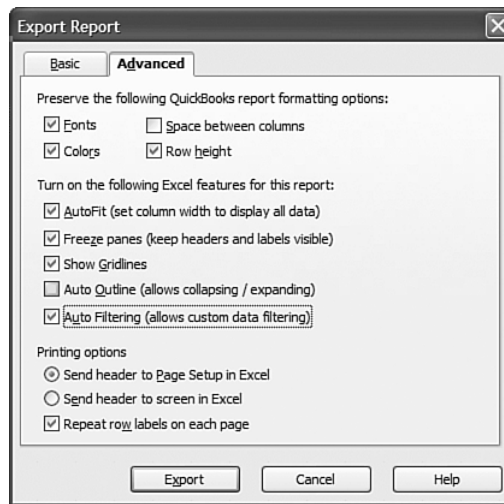 Export Report
Basic Advanced
Preserve the following QuickBooks report formatting options:
Fonts Space between columns
Colors Row height
Turn on the following Excel features for this report:
AutoFit (set column width to display all data)
Freeze panes (keep headers and labels visible)
Show Gridlines
Auto Outline (allows collapsing / expanding)
Auto Filtering (allows custom data filtering)
Printing options
Send header to Page Setup in Excel
Send header to screen in Excel
Repeat row labels on each page
Export Cancel Help